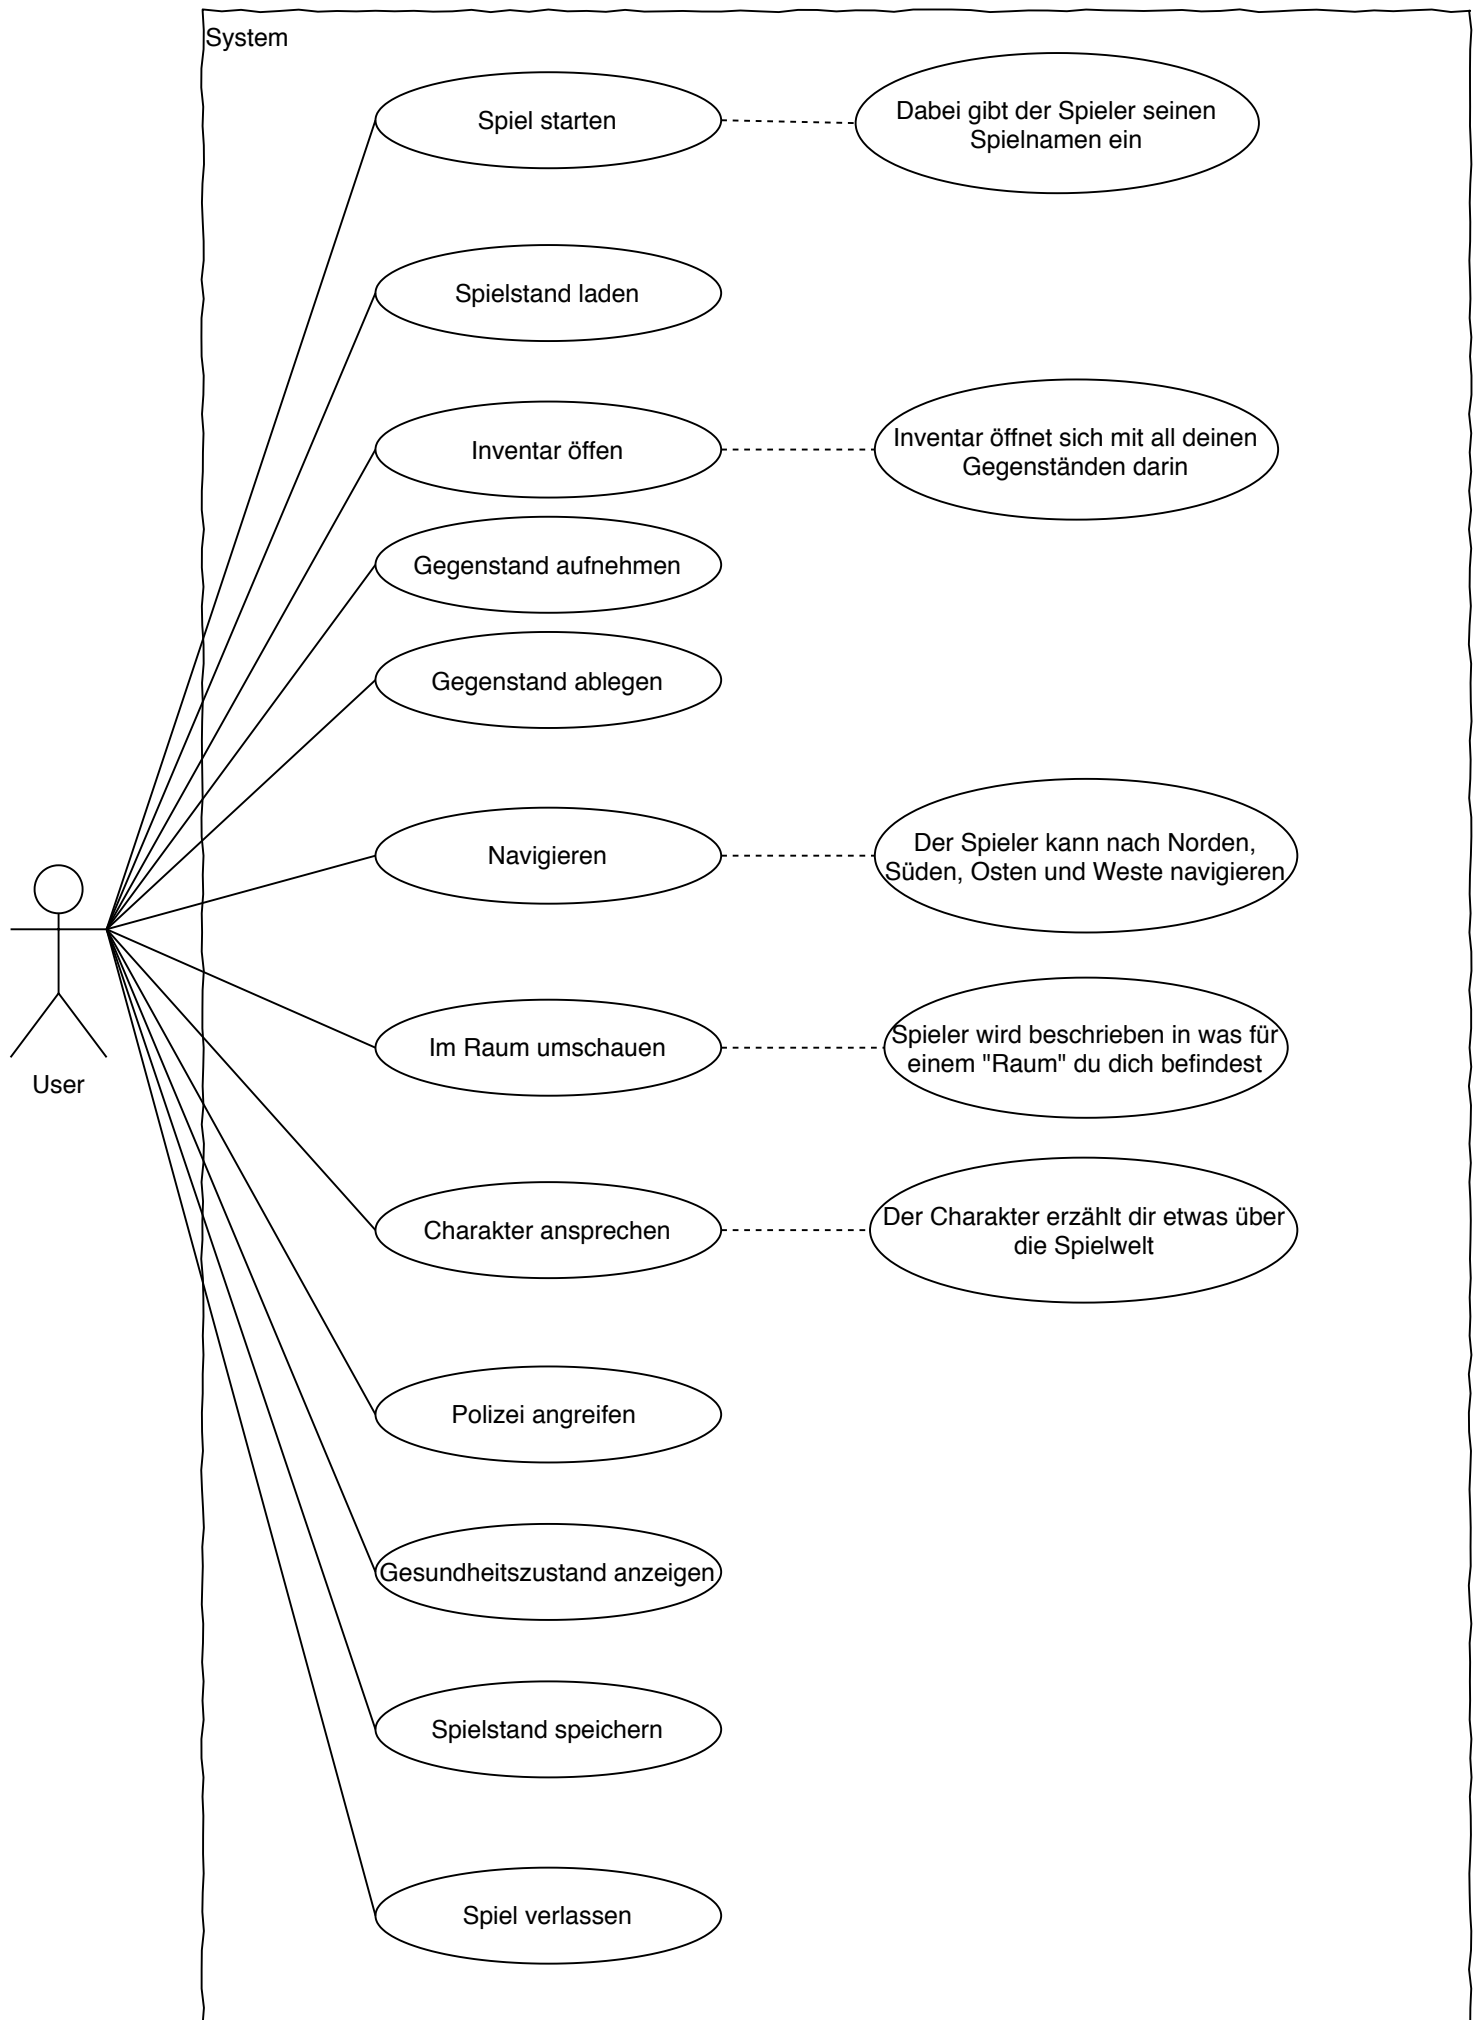 System
Spiel starten
Dabei gibt der Spieler seinen
Spielnamen ein
Spielstand laden
Inventar öffen
Inventar öffnet sich mit all deinen
Gegenständen darin
Gegenstand aufnehmen
Gegenstand ablegen
Navigieren
Der Spieler kann nach Norden,
Süden, Osten und Weste navigieren
Im Raum umschauen
Spieler wird beschrieben in was für
einem "Raum" du dich befindest
User
Charakter ansprechen
Der Charakter erzählt dir etwas über
die Spielwelt
Polizei angreifen
Gesundheitszustand anzeigen
Spielstand speichern
Spiel verlassen